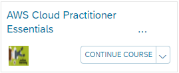 AWS Cloud Practitioner
Essentials
...
CONTINUE COURSE